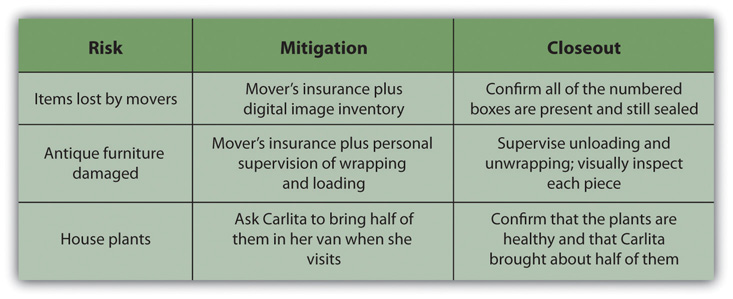 Risk
Mitigation
Closeout
Items lost by movers
Mover's insurance plus
digital image inventory
Confirm all of the numbered
boxes are present and still sealed
Antique furniture
damaged
Mover's insurance plus personal
supervision of wrapping
and loading
Supervise unloading and
unwrapping; visually inspect
each piece
House plants
Ask Carlita to bring half of
them in her van when she
visits
Confirm that the plants are
healthy and that Carlita
brought about half of them